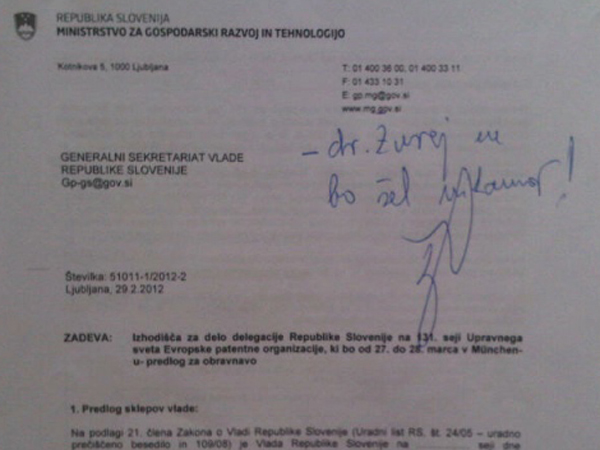 REPUBLIKA SLOVENIJA
MINISTRSTVO ZA GOSPODARSKI RAZVOJ IN TEHNOLOGIJO
Kotnikova 5, 1000 Ljubljana
T: 01 400 36 00, 01 400 33 11
F: 01 433 10 31
E: gp.mg@gov.si
www.mg.gov.si
- dr. Žurej ne
bo šel nikamor!
GENERALNI SEKRETARIAT VLADE
REPUBLIKE SLOVENIJE
Gp-gs@gov.si
Številka: 51011-1/2012-2
Ljubljana, 29.2.2012
ZADEVA: Izhodišča za delo delegacije Republike Slovenije na 131. seji Upravnega
sveta Evropske patentne organizacije, ki bo od 27. do 28. marca v München-
u- predlog za obravnavo
1. Predlog sklepov vlade:
Na podlagi 21. člena Zakona o Vladi Republike Slovenije (Uradni list RS, št. 24/05 – uradno
prečiščeno besedilo in 109/08) je Vlada Republike Slovenije na ________ seji dne